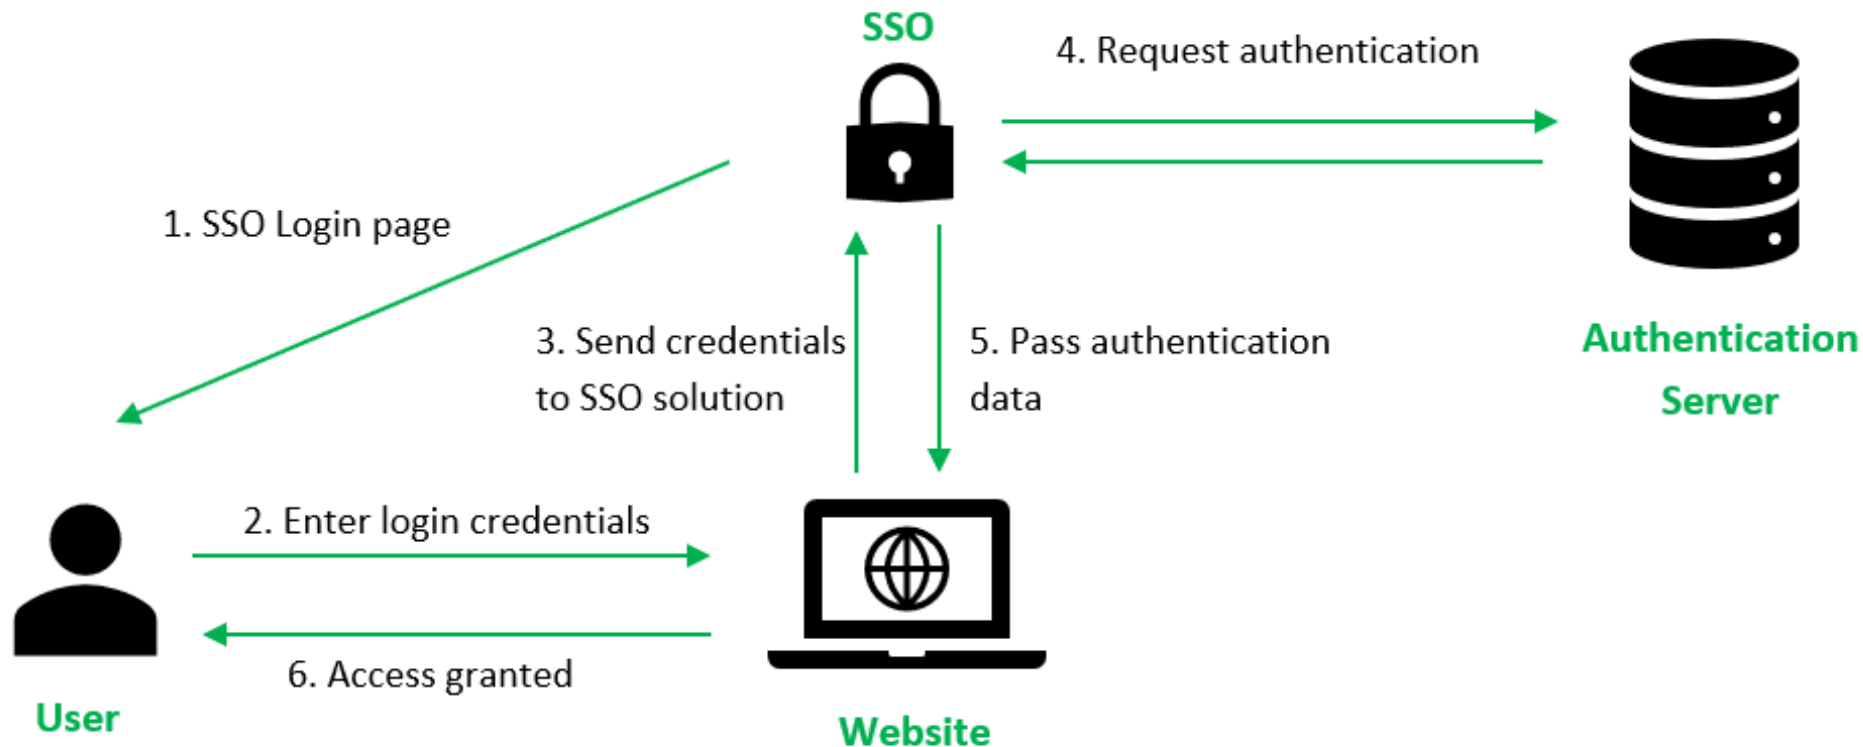 SSO
4. Request authentication
1. SSO Login page
3. Send credentials
to SSO solution
5. Pass authentication
data
Authentication
Server
2. Enter login credentials
6. Access granted
User
Website